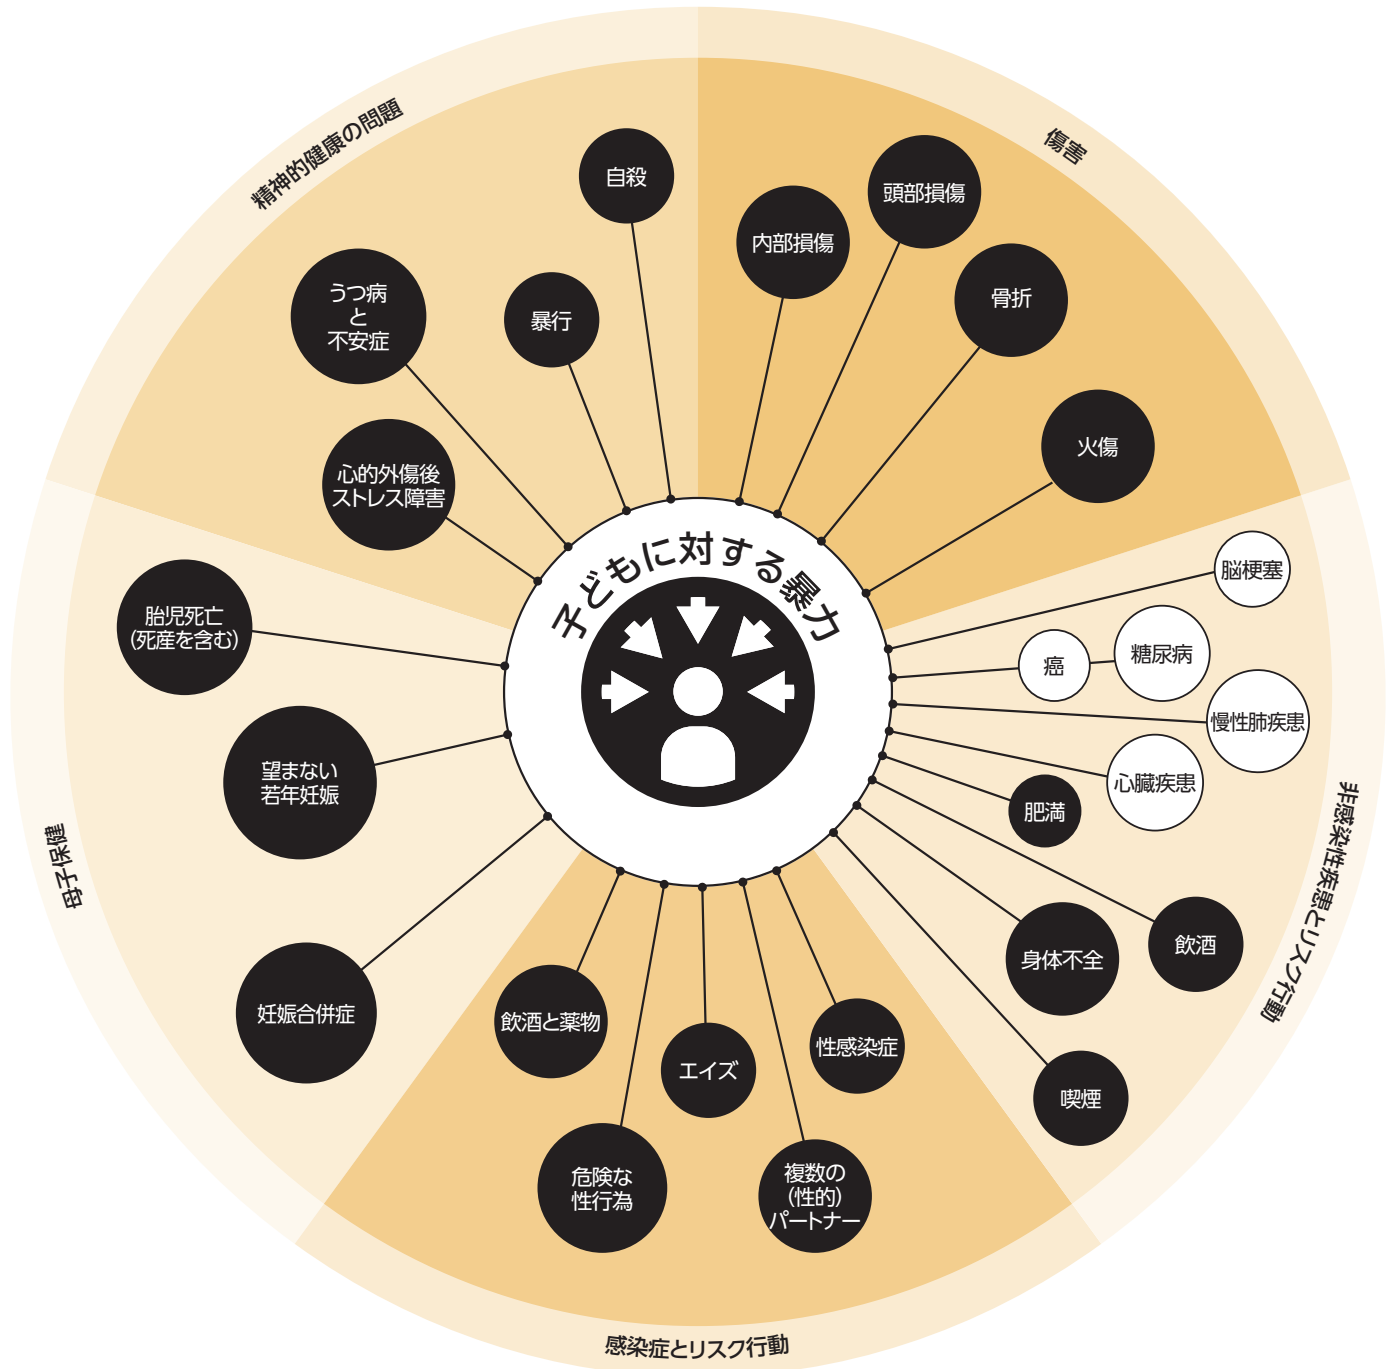 子どもに対する暴力
傷害
内部損傷
頭部損傷
骨折
火傷
非感染性疾患とリスク行動
脳梗塞
癌
糖尿病
慢性肺疾患
心臓疾患
肥満
飲酒
身体不全
喫煙
感染症とリスク行動
性感染症
複数の
(性的)
パートナー
エイズ
危険な
性行為
飲酒と薬物
母子保健
妊娠合併症
望まない
若年妊娠
胎児死亡
(死産を含む)
精神的健康の問題
心的外傷後
ストレス障害
うつ病
と
不安症
暴行
自殺